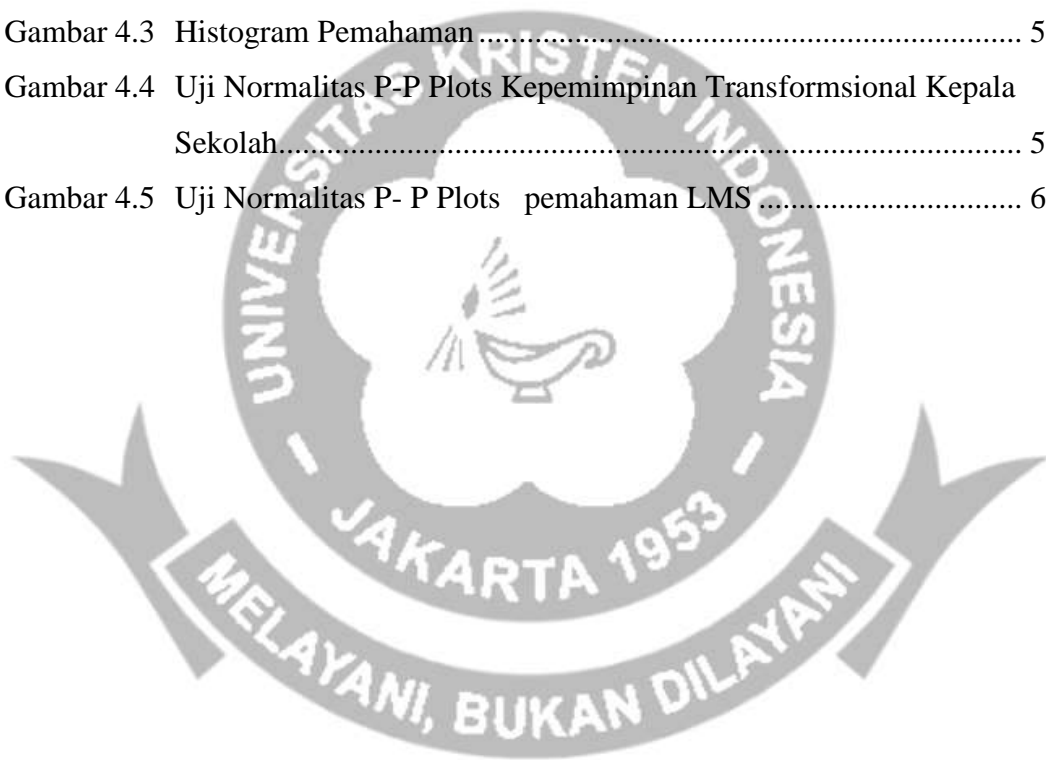 Gambar 4.3 Histogram Pemahaman.................................................................... 5
Gambar 4.4 Uji Normalitas P-P Plots Kepemimpinan Transformsional Kepala
Sekolah............................................................................................. 5
Gambar 4.5 Uji Normalitas P- P Plots pemahaman LMS ................................. 6
UNIVERSITAS KRISTEN INDONESIA
- JAKARTA 1953 -
MELAYANI, BUKAN DILAYANI